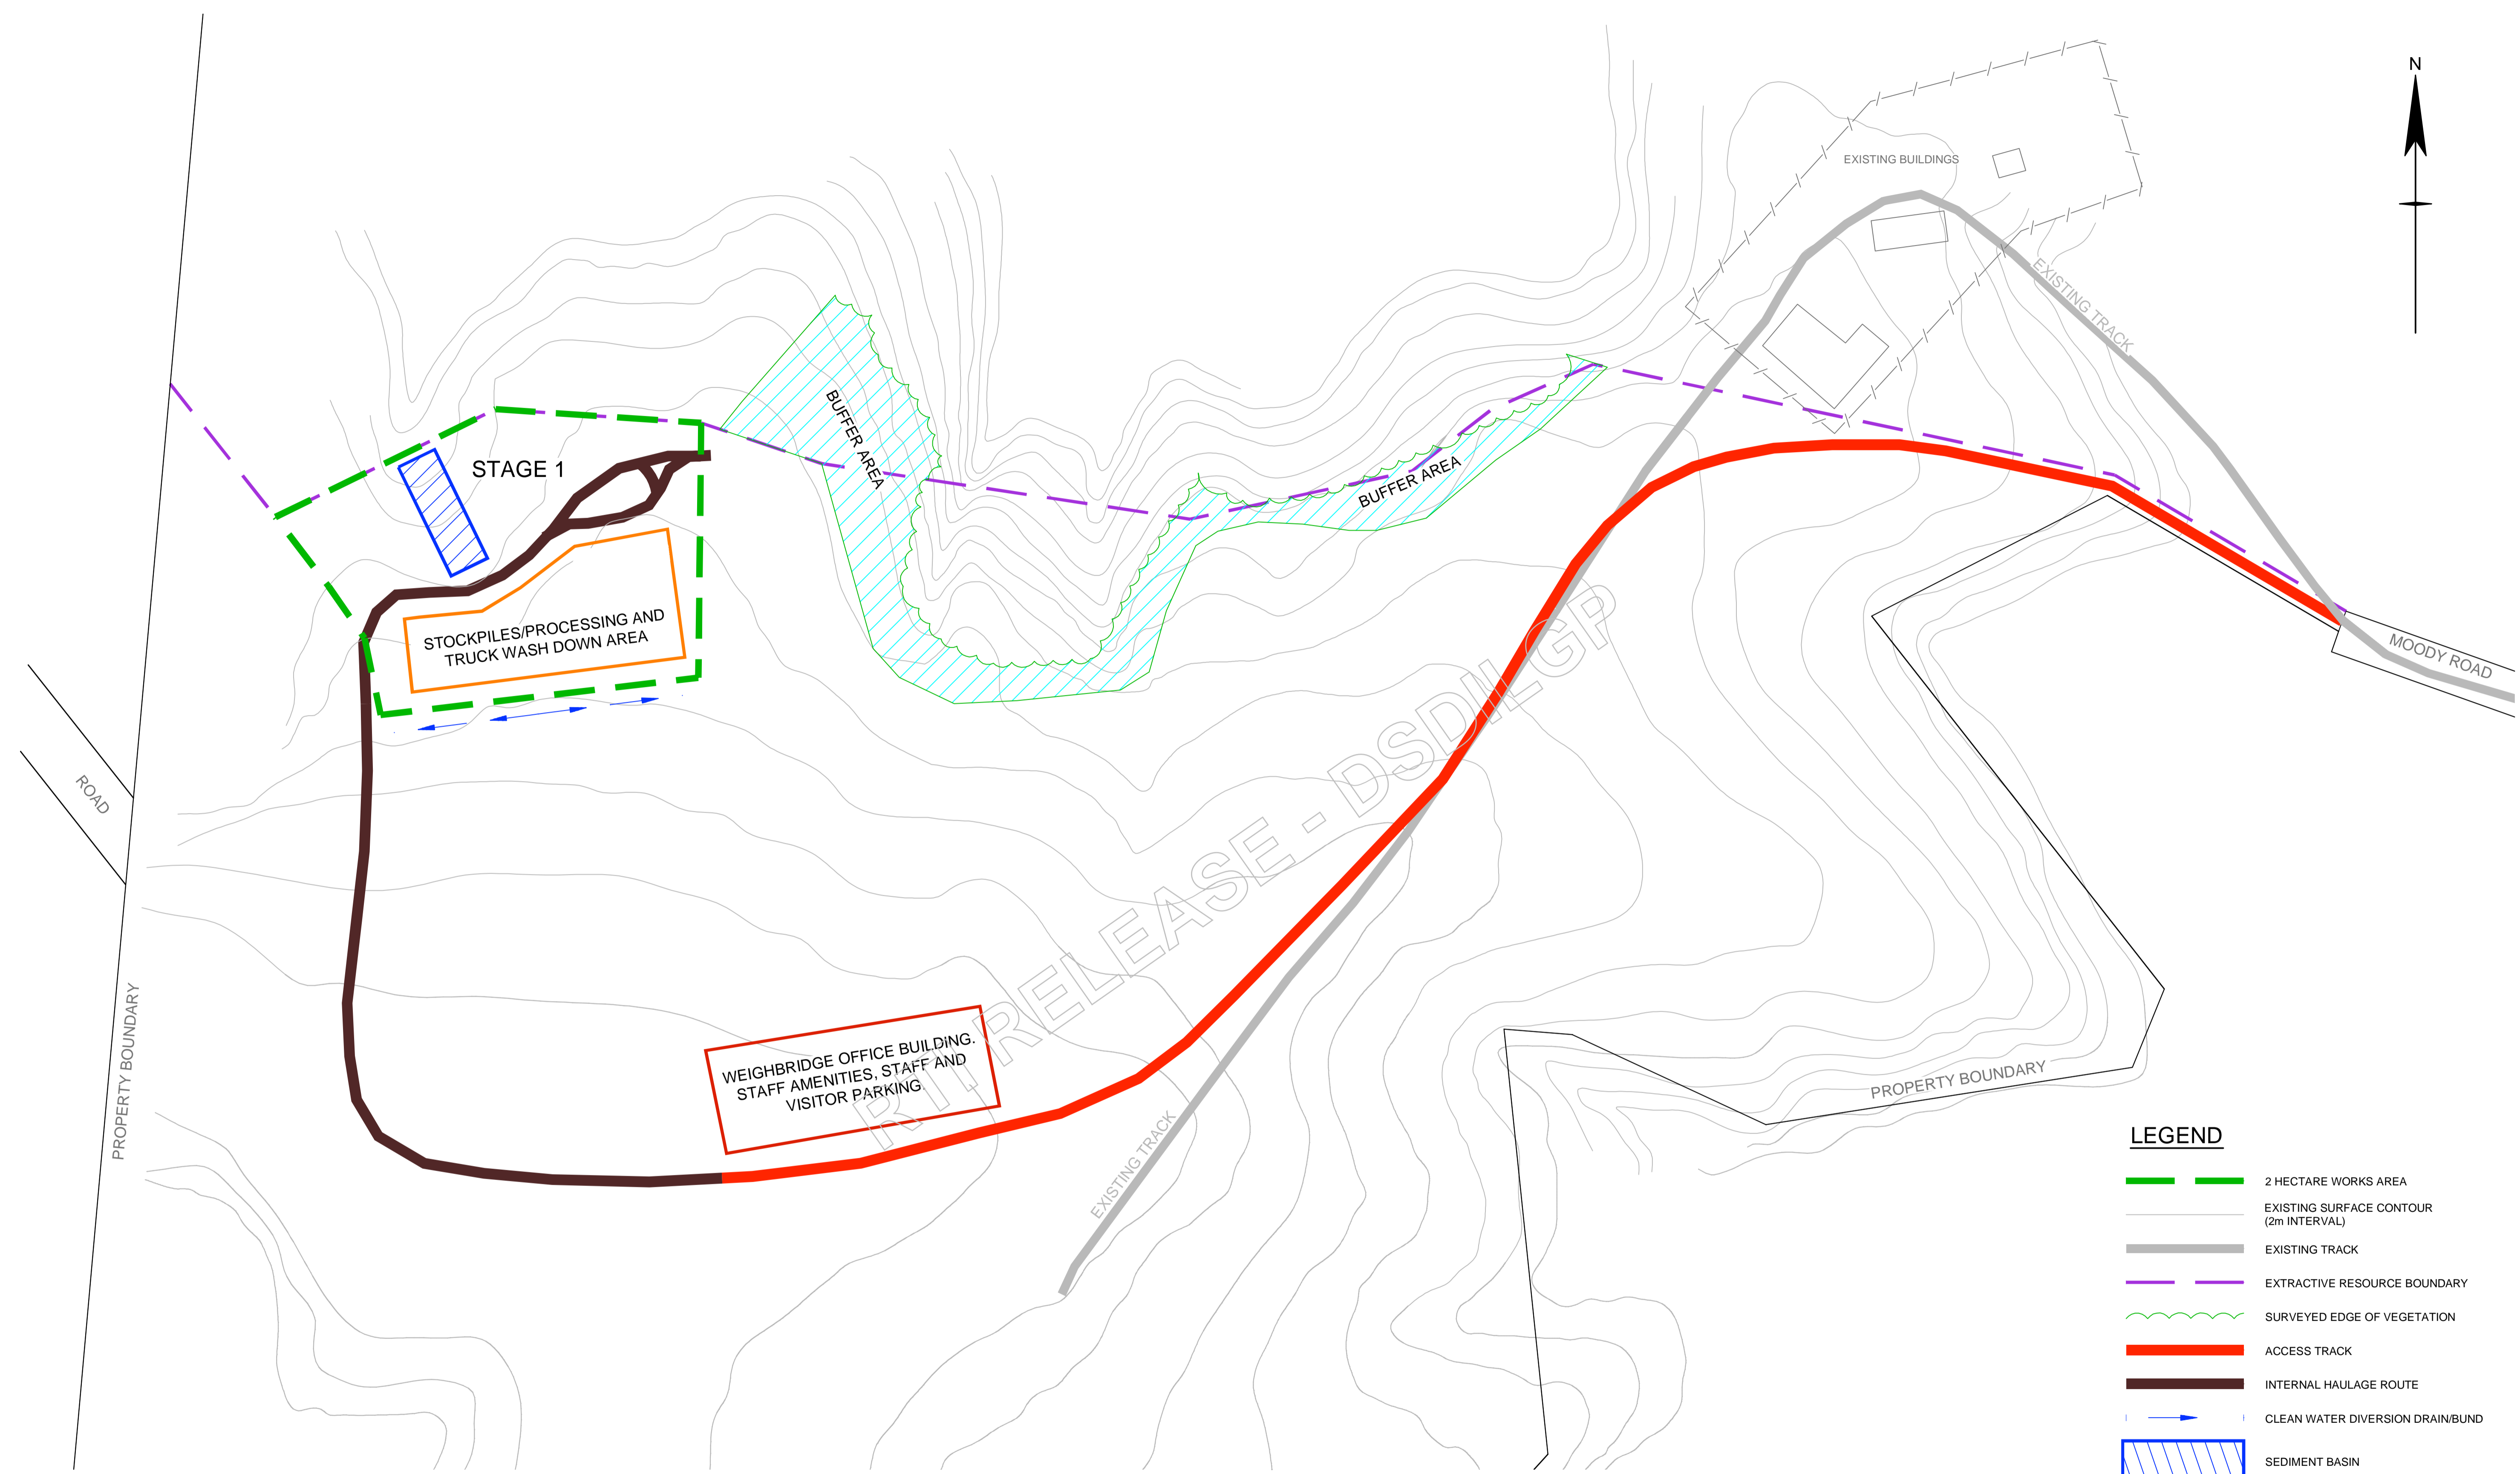 N
EXISTING BUILDINGS
EXISTING TRACK
BUFFER AREA
STAGE 1
BUFFER AREA
STOCKPILES/PROCESSING AND
TRUCK WASH DOWN AREA
MOODY ROAD
ROAD
RTI RELEASE - DSDILGP
PROPERTY BOUNDARY
WEIGHBRIDGE OFFICE BUILDING.
STAFF AMENITIES, STAFF AND
VISITOR PARKING.
PROPERTY BOUNDARY
EXISTING TRACK
LEGEND
2 HECTARE WORKS AREA
EXISTING SURFACE CONTOUR
(2m INTERVAL)
EXISTING TRACK
EXTRACTIVE RESOURCE BOUNDARY
SURVEYED EDGE OF VEGETATION
ACCESS TRACK
INTERNAL HAULAGE ROUTE
CLEAN WATER DIVERSION DRAIN/BUND
SEDIMENT BASIN